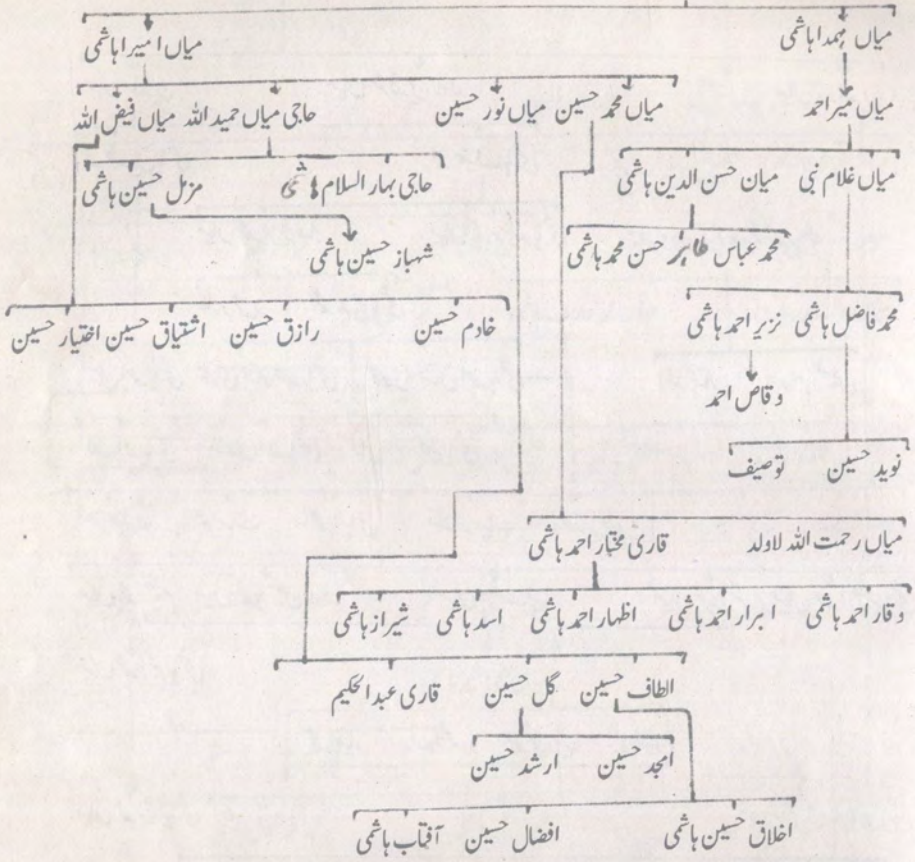 میاں ہمدا ہاشمی میاں امیرا ہاشمی
میاں میر احمد میاں محمد حسین میاں نور حسین حاجی میاں حمید اللہ میاں فیض اللہ
میاں غلام نبی میاں حسن الدین ہاشمی حاجی بہار السلام ہاشمی مزمل حسین ہاشمی
محمد عباس طاہر حسن محمد ہاشمی شہباز حسین ہاشمی
محمد فاضل ہاشمی نزیر احمد ہاشمی خادم حسین رازق حسین اشتیاق حسین اختیار حسین
وقاص احمد
نوید حسین توصیف
میاں رحمت اللہ لاولد قاری مختار احمد ہاشمی
وقار احمد ہاشمی ابرار احمد ہاشمی اظہار احمد ہاشمی اسد ہاشمی شیراز ہاشمی
الطاف حسین گل حسین قاری عبدالحکیم
امجد حسین ارشد حسین
اخلاق حسین ہاشمی افضال حسین آفتاب ہاشمی